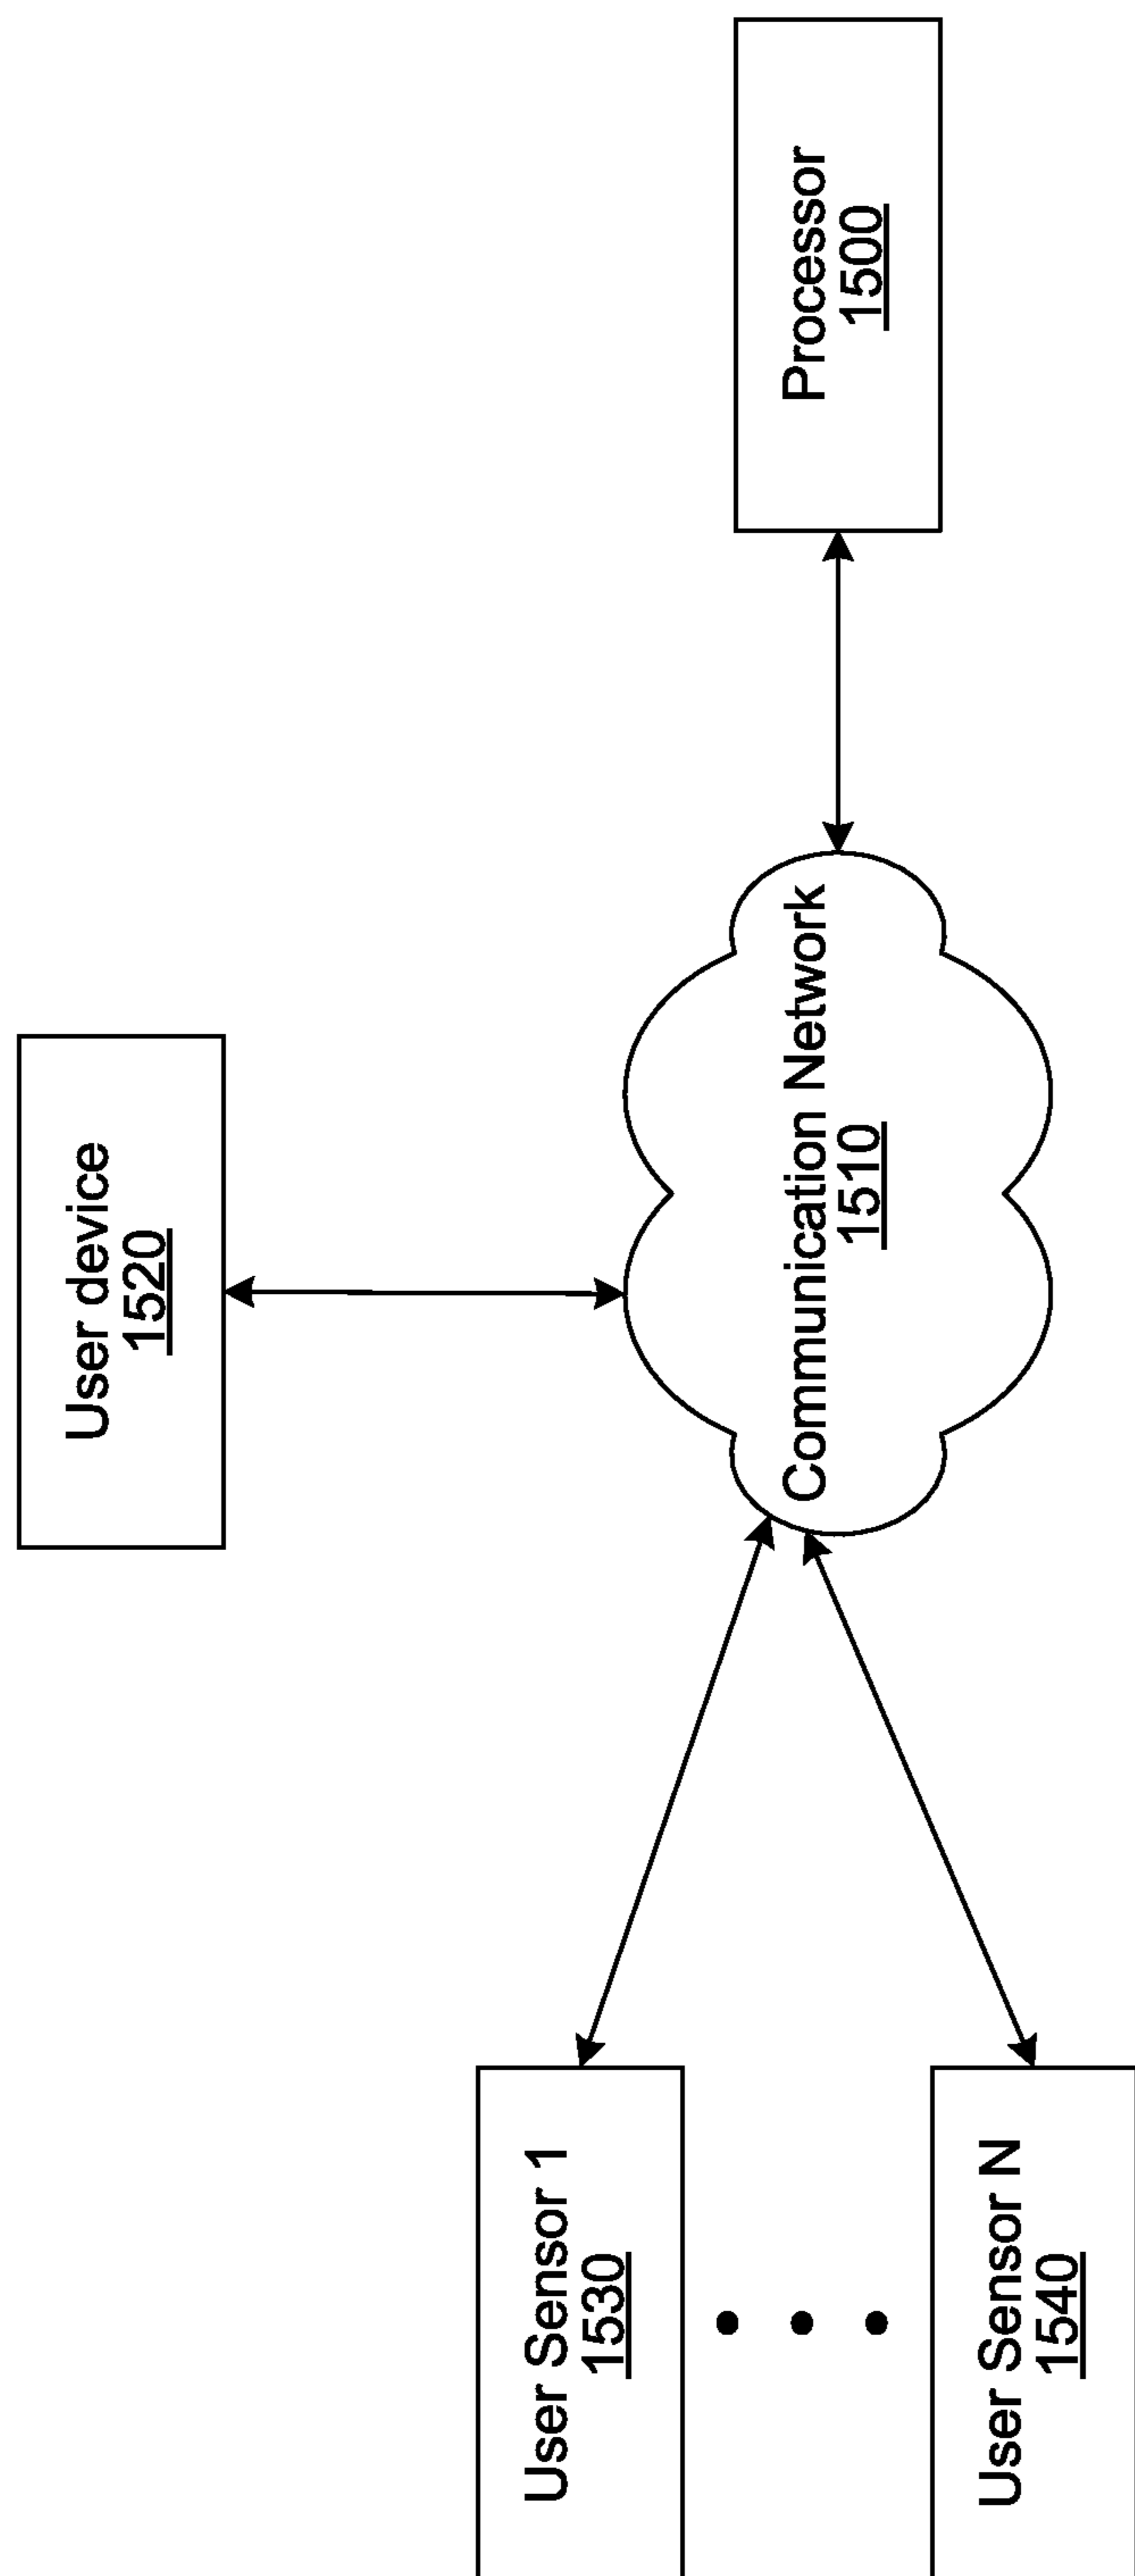 User device
1520
User Sensor 1
1530
Communication Network
1510
Processor
1500
User Sensor N
1540